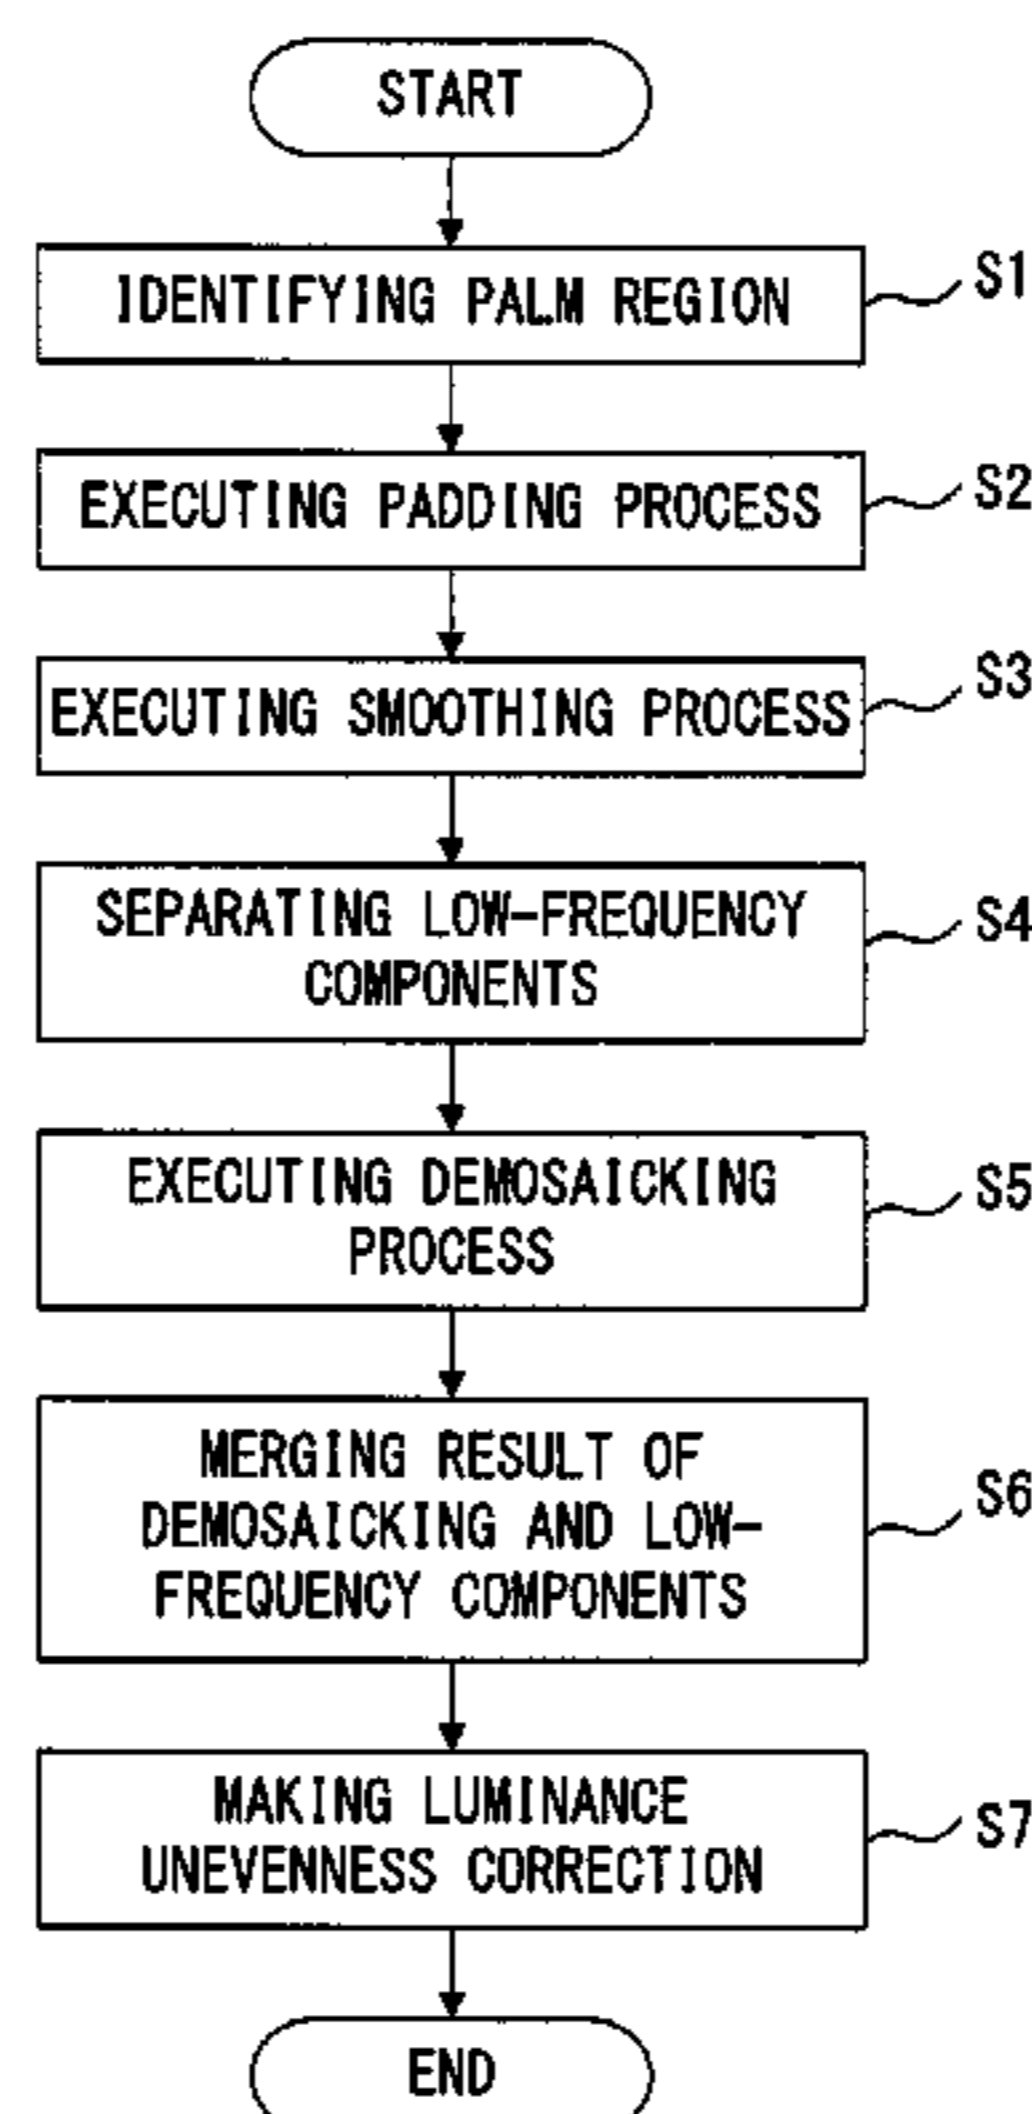 START
IDENTIFYING PALM REGION
S1
EXECUTING PADDING PROCESS
S2
EXECUTING SMOOTHING PROCESS
S3
SEPARATING LOW-FREQUENCY
COMPONENTS
S4
EXECUTING DEMOSAICKING
PROCESS
S5
MERGING RESULT OF
DEMOSAICKING AND LOW-
FREQUENCY COMPONENTS
S6
MAKING LUMINANCE
UNEVENNESS CORRECTION
S7
END